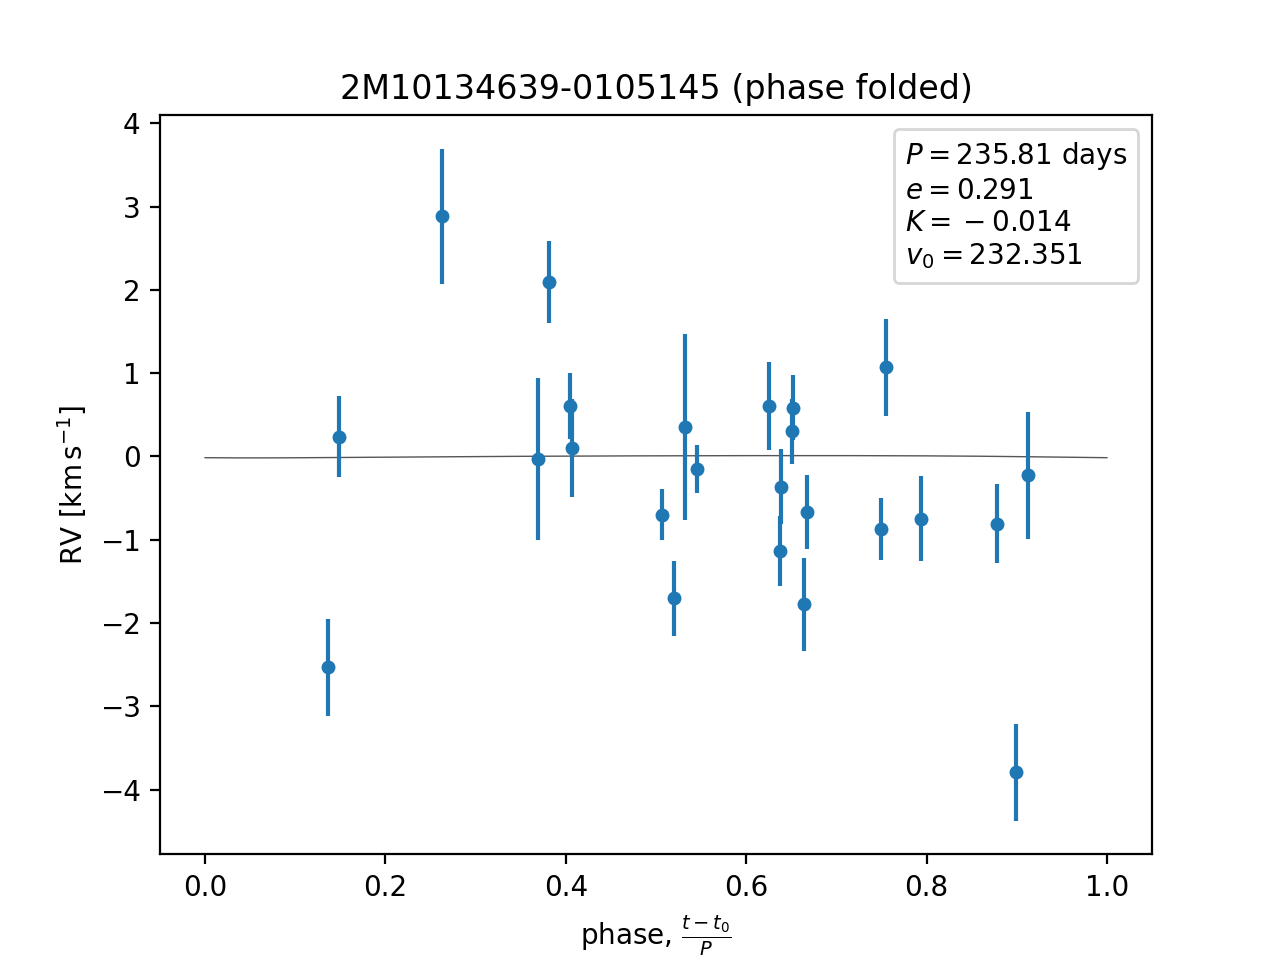 2M10134639-0105145 (phase folded)
P = 235.81 days
e = 0.291
K = −0.014
v₀ = 232.351
4
3
2
1
0
−1
−2
−3
−4
RV [km s⁻¹]
0.0 0.2 0.4 0.6 0.8 1.0
phase, (t − t₀)/P